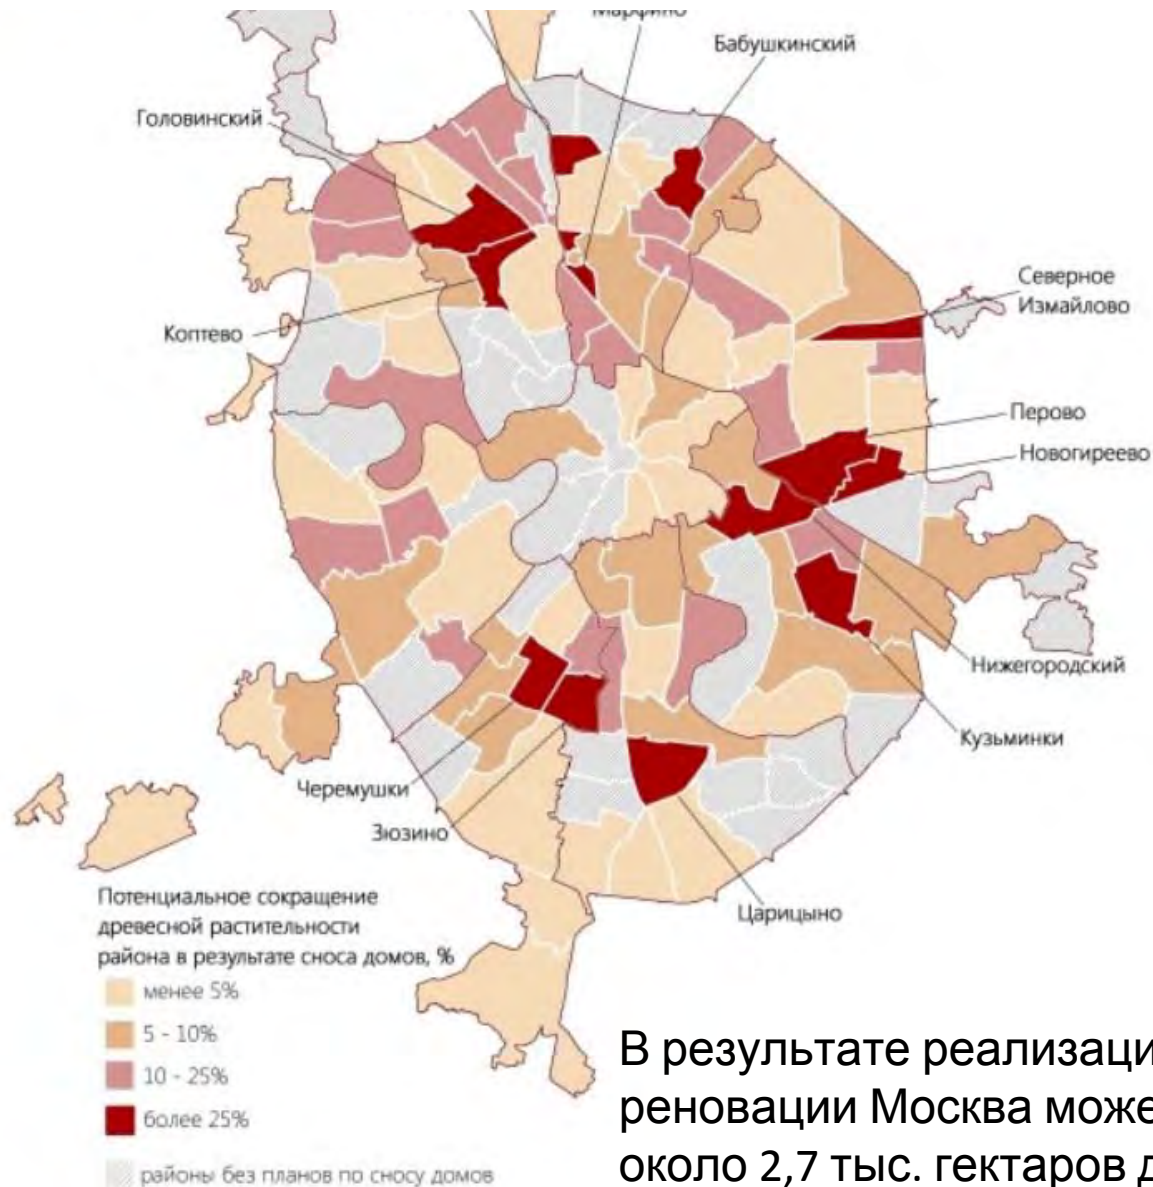 Марфино
Бабушкинский
Головинский
Северное
Измайлово
Коптево
Перово
Новогиреево
Нижегородский
Кузьминки
Черемушки
Зюзино
Царицыно
Потенциальное сокращение
древесной растительности
района в результате сноса домов, %
менее 5%
5 - 10%
10 - 25%
более 25%
районы без планов по сносу домов
В результате реализаци
реновации Москва може
около 2,7 тыс. гектаров д